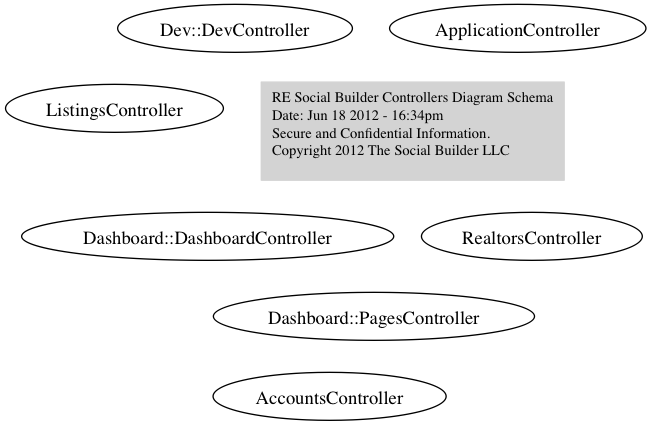 Dev::DevController
ApplicationController
ListingsController
RE Social Builder Controllers Diagram Schema
Date: Jun 18 2012 - 16:34pm
Secure and Confidential Information.
Copyright 2012 The Social Builder LLC
Dashboard::DashboardController
RealtorsController
Dashboard::PagesController
AccountsController